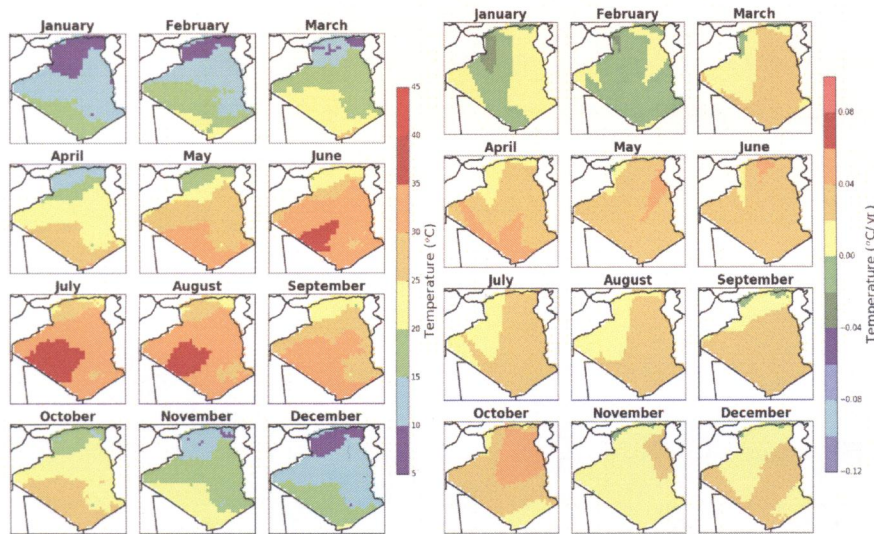 January February March
April May June
July August September
October November December
45
40
35
30
25
20
15
10
5
Temperature (°C)
January February March
April May June
July August September
October November December
0.08
0.04
0.00
−0.04
−0.08
−0.12
Temperature (°C/yr)